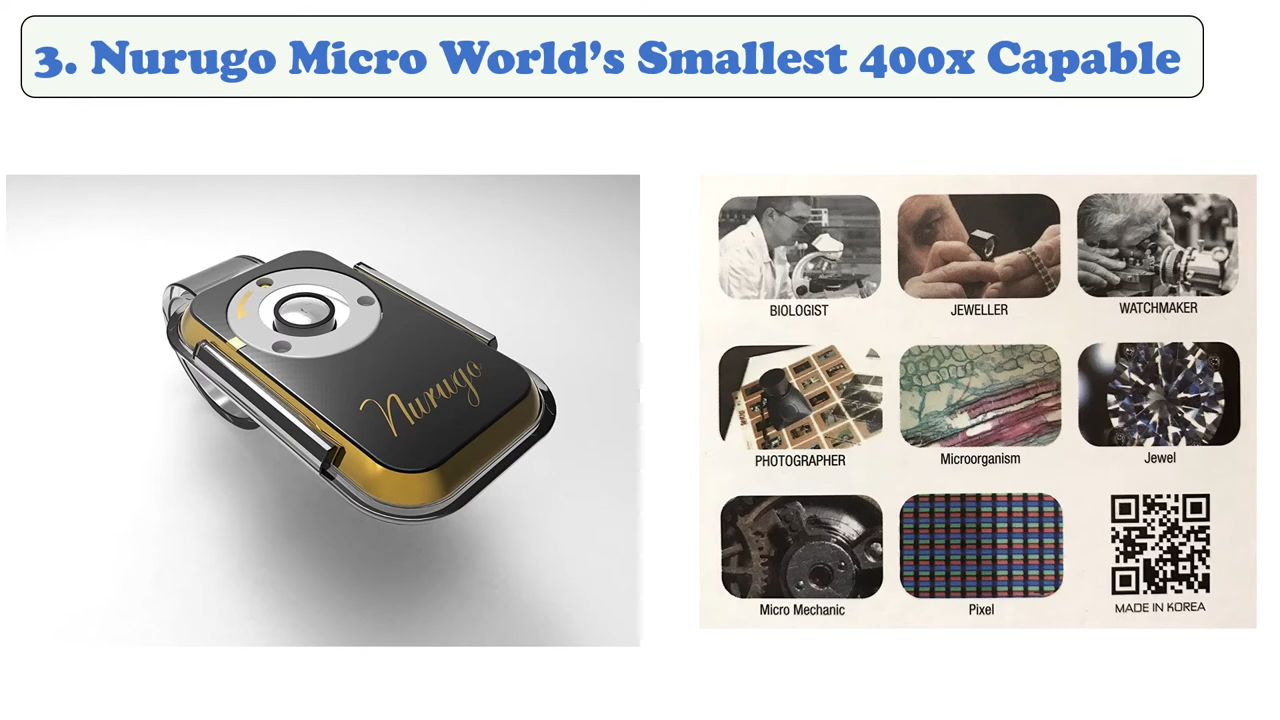 3. Nurugo Micro World’s Smallest 400x Capable
Nurugo
BIOLOGIST
JEWELLER
WATCHMAKER
PHOTOGRAPHER
Microorganism
Jewel
Micro Mechanic
Pixel
MADE IN KOREA